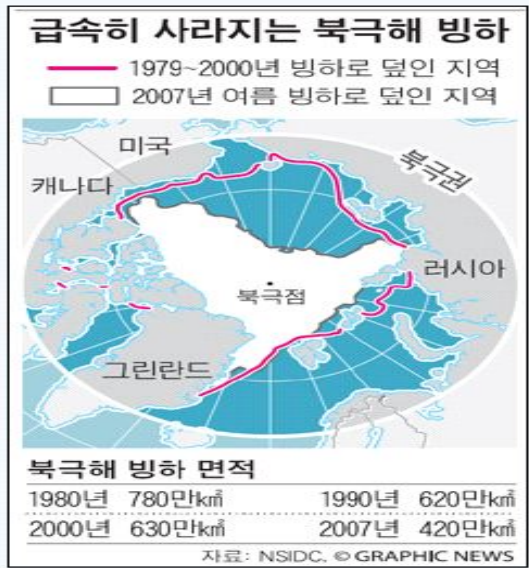 급속히 사라지는 북극해 빙하
1979~2000년 빙하로 덮인 지역
2007년 여름 빙하로 덮인 지역
미국
북극권
캐나다
러시아
북극점
그린란드
북극해 빙하 면적
1980년 780만㎢ 1990년 620만㎢
2000년 630만㎢ 2007년 420만㎢
자료: NSIDC, © GRAPHIC NEWS